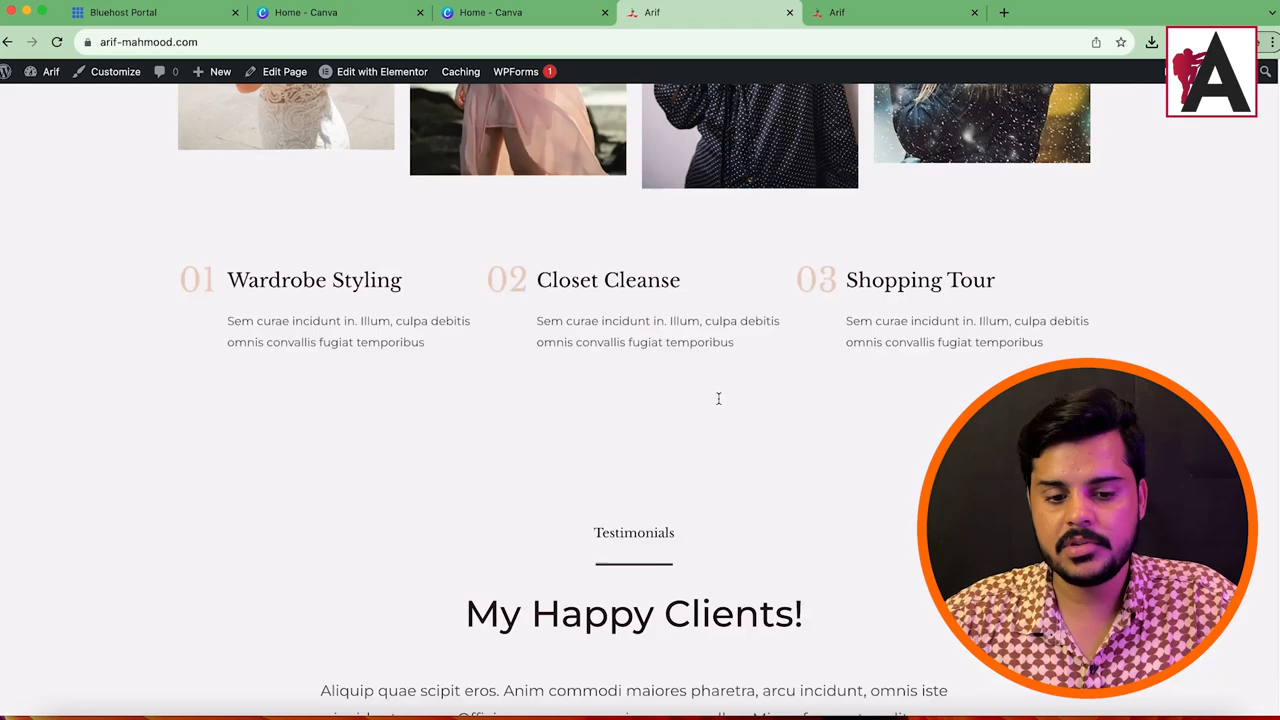 Bluehost Portal
Home - Canva
Home - Canva
Arif
Arif
arif-mahmood.com
Arif
Customize
0
New
Edit Page
Edit with Elementor
Caching
WPForms 1
A
01 Wardrobe Styling
Sem curae incidunt in. Illum, culpa debitis
omnis convallis fugiat temporibus
02 Closet Cleanse
Sem curae incidunt in. Illum, culpa debitis
omnis convallis fugiat temporibus
03 Shopping Tour
Sem curae incidunt in. Illum, culpa debitis
omnis convallis fugiat temporibus
Testimonials
My Happy Clients!
Aliquip quae scipit eros. Anim commodi maiores pharetra, arcu incidunt, omnis iste